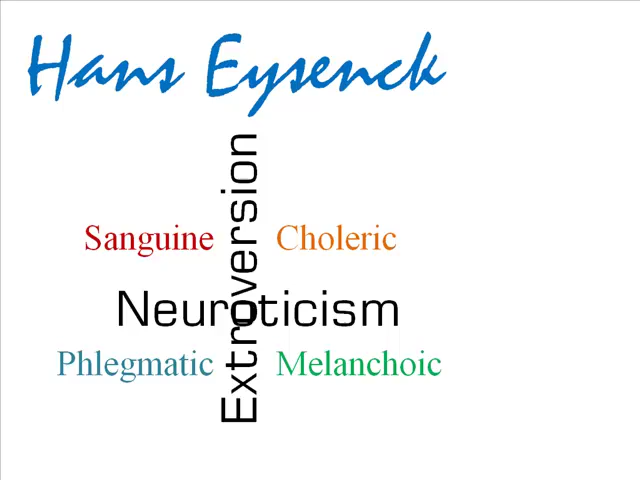 Hans Eysenck
Extroversion
Sanguine
Choleric
Neuroticism
Phlegmatic
Melanchoic